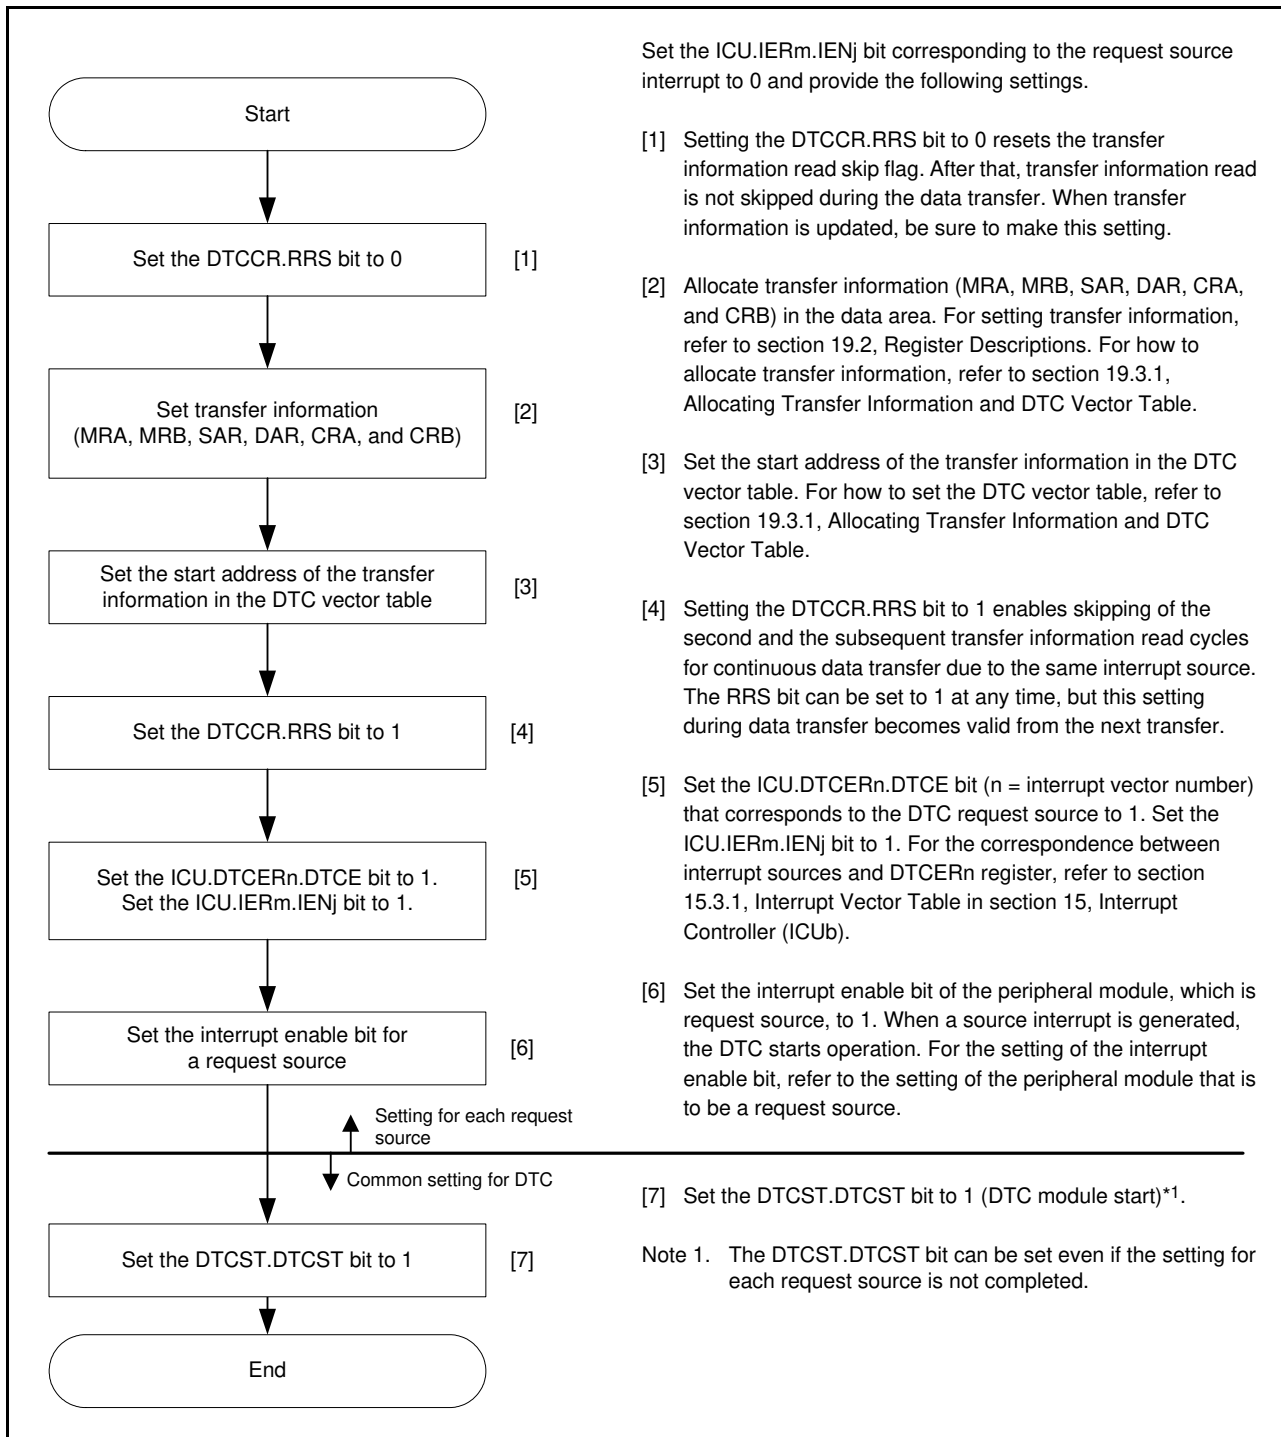 Set the ICU.IERm.IENj bit corresponding to the request source
interrupt to 0 and provide the following settings.
Start
[1] Setting the DTCCR.RRS bit to 0 resets the transfer
information read skip flag. After that, transfer information read
is not skipped during the data transfer. When transfer
information is updated, be sure to make this setting.
Set the DTCCR.RRS bit to 0
[1]
[2] Allocate transfer information (MRA, MRB, SAR, DAR, CRA,
and CRB) in the data area. For setting transfer information,
refer to section 19.2, Register Descriptions. For how to
allocate transfer information, refer to section 19.3.1,
Allocating Transfer Information and DTC Vector Table.
Set transfer information
(MRA, MRB, SAR, DAR, CRA, and CRB)
[2]
[3] Set the start address of the transfer information in the DTC
vector table. For how to set the DTC vector table, refer to
section 19.3.1, Allocating Transfer Information and DTC
Vector Table.
Set the start address of the transfer
information in the DTC vector table
[3]
[4] Setting the DTCCR.RRS bit to 1 enables skipping of the
second and the subsequent transfer information read cycles
for continuous data transfer due to the same interrupt source.
The RRS bit can be set to 1 at any time, but this setting
during data transfer becomes valid from the next transfer.
Set the DTCCR.RRS bit to 1
[4]
[5] Set the ICU.DTCERn.DTCE bit (n = interrupt vector number)
that corresponds to the DTC request source to 1. Set the
ICU.IERm.IENj bit to 1. For the correspondence between
interrupt sources and DTCERn register, refer to section
15.3.1, Interrupt Vector Table in section 15, Interrupt
Controller (ICUb).
Set the ICU.DTCERn.DTCE bit to 1.
Set the ICU.IERm.IENj bit to 1.
[5]
[6] Set the interrupt enable bit of the peripheral module, which is
request source, to 1. When a source interrupt is generated,
the DTC starts operation. For the setting of the interrupt
enable bit, refer to the setting of the peripheral module that is
to be a request source.
Set the interrupt enable bit for
a request source
[6]
Setting for each request
source
Common setting for DTC
[7] Set the DTCST.DTCST bit to 1 (DTC module start)*1.
Set the DTCST.DTCST bit to 1
[7]
Note 1. The DTCST.DTCST bit can be set even if the setting for
each request source is not completed.
End